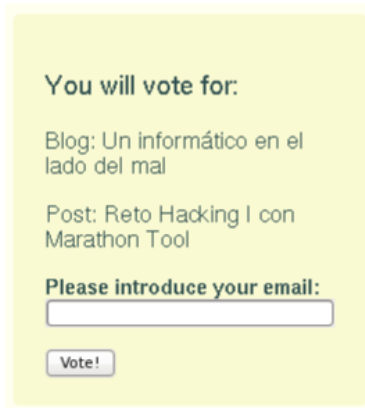 You will vote for:
Blog: Un informático en el
lado del mal
Post: Reto Hacking I con
Marathon Tool
Please introduce your email:
Vote!